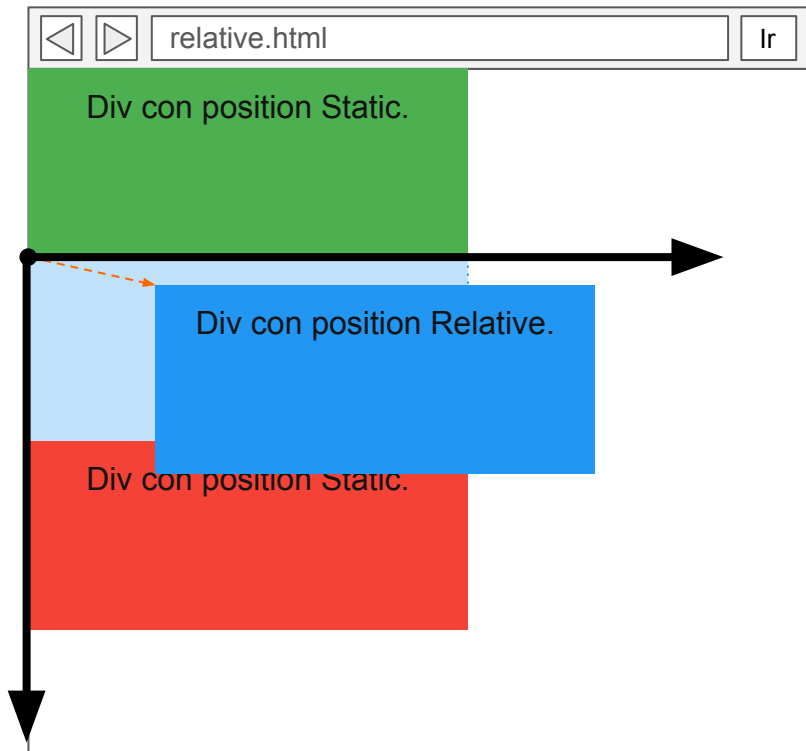 relative.html
Ir
Div con position Static.
Div con position Relative.
Div con position Static.